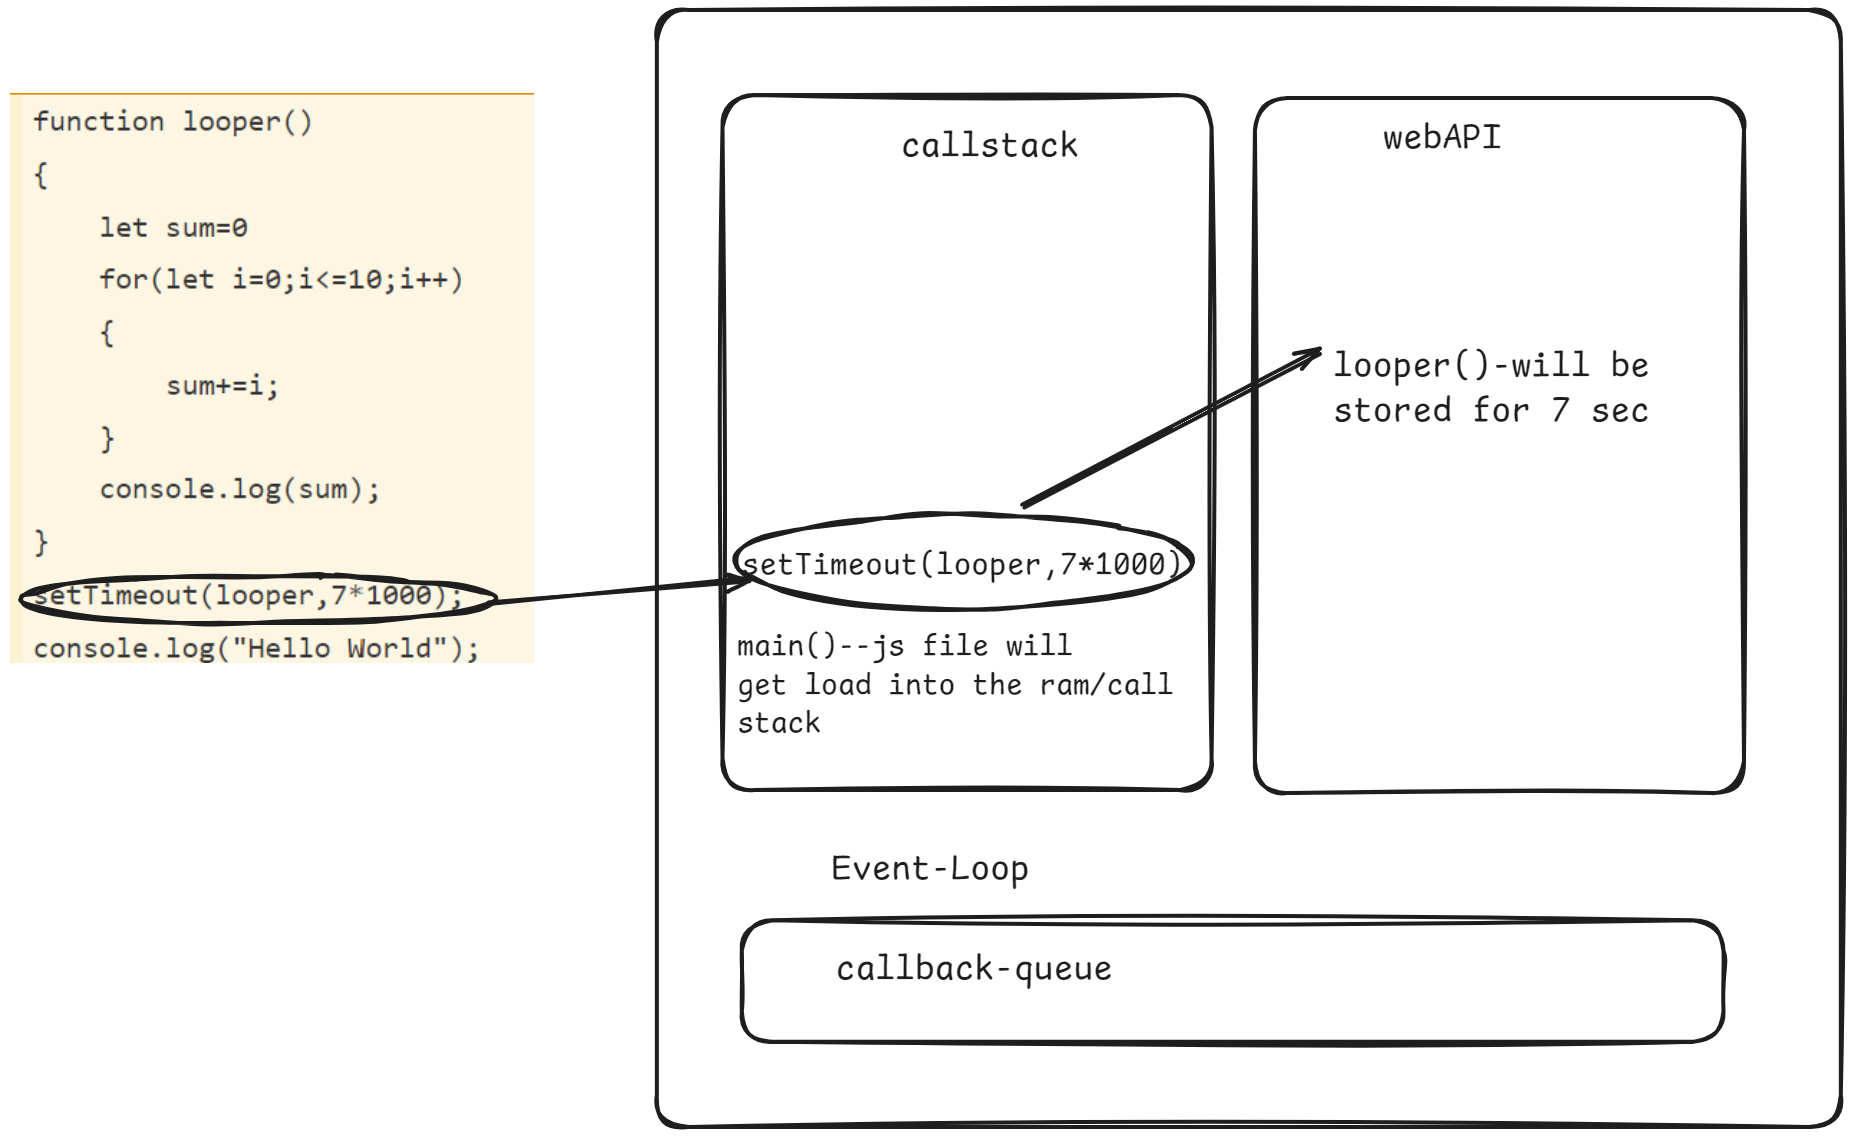 function looper()
{
let sum=0
for(let i=0;i<=10;i++)
{
sum+=i;
}
console.log(sum);
}
setTimeout(looper,7*1000);
console.log("Hello World");
callstack
setTimeout(looper,7*1000)
main()--js file will
get load into the ram/call
stack
webAPI
looper()-will be
stored for 7 sec
Event-Loop
callback-queue